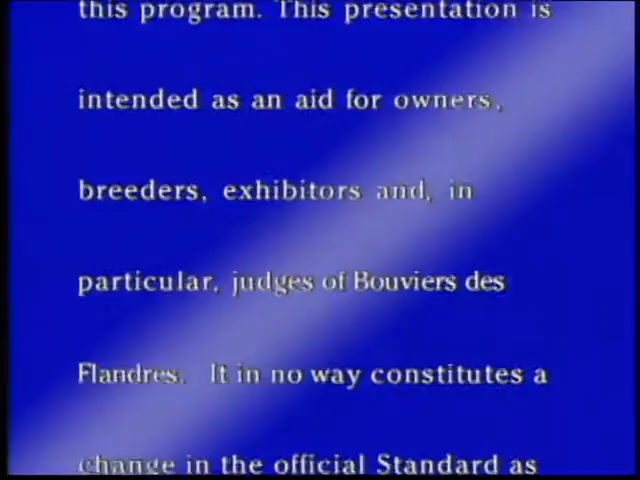 this program. This presentation is
intended as an aid for owners,
breeders, exhibitors and, in
particular, judges of Bouviers des
Flandres. It in no way constitutes a
change in the official Standard as